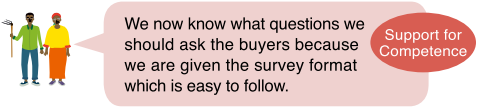 We now know what questions we
should ask the buyers because
we are given the survey format
which is easy to follow.
Support for
Competence